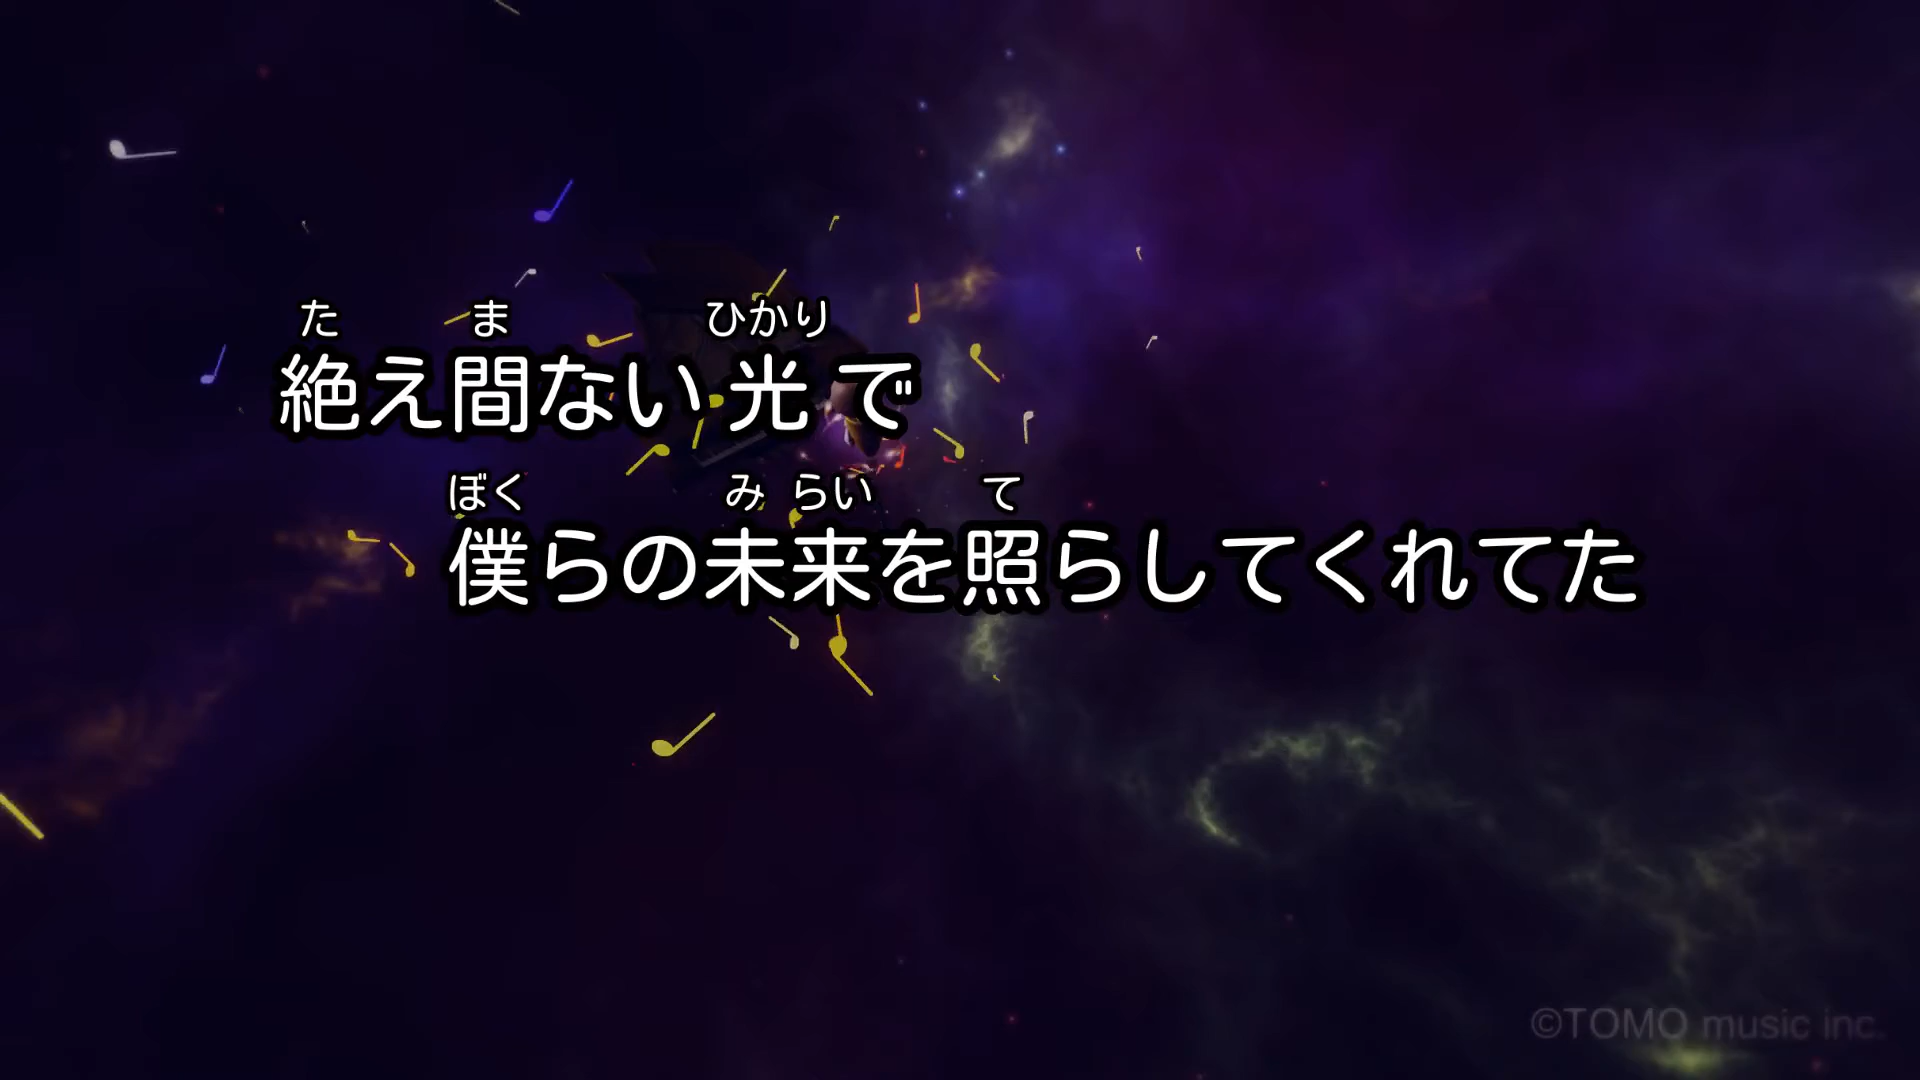 た ま ひかり
絶え間ない光で
ぼく み らい て
僕らの未来を照らしてくれてた
©TOMO music inc.